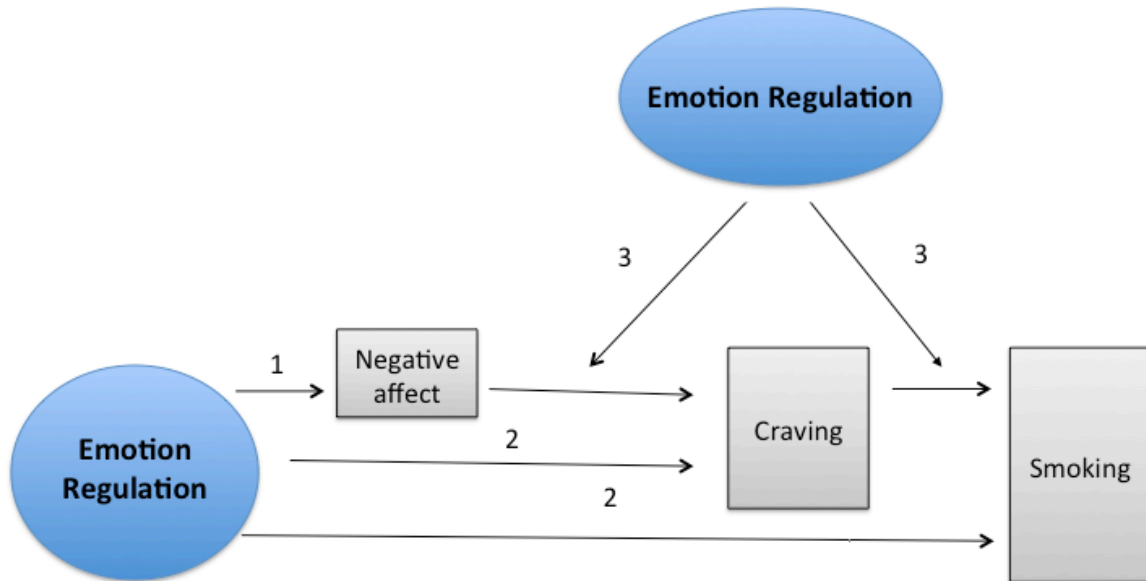 Emotion Regulation
3
3
1
Negative
affect
Emotion
Regulation
2
Craving
2
Smoking